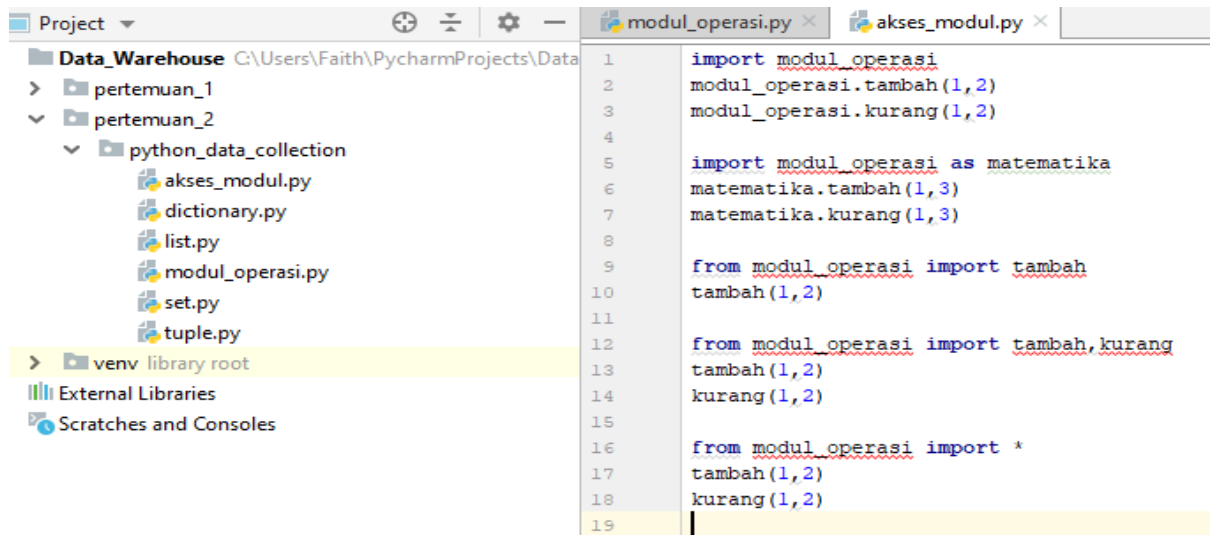 Project
Data_Warehouse C:\Users\Faith\PycharmProjects\Data
pertemuan_1
pertemuan_2
python_data_collection
akses_modul.py
dictionary.py
list.py
modul_operasi.py
set.py
tuple.py
venv library root
External Libraries
Scratches and Consoles
modul_operasi.py akses_modul.py
1 import modul_operasi
2 modul_operasi.tambah(1,2)
3 modul_operasi.kurang(1,2)
4
5 import modul_operasi as matematika
6 matematika.tambah(1,3)
7 matematika.kurang(1,3)
8
9 from modul_operasi import tambah
10 tambah(1,2)
11
12 from modul_operasi import tambah,kurang
13 tambah(1,2)
14 kurang(1,2)
15
16 from modul_operasi import *
17 tambah(1,2)
18 kurang(1,2)
19